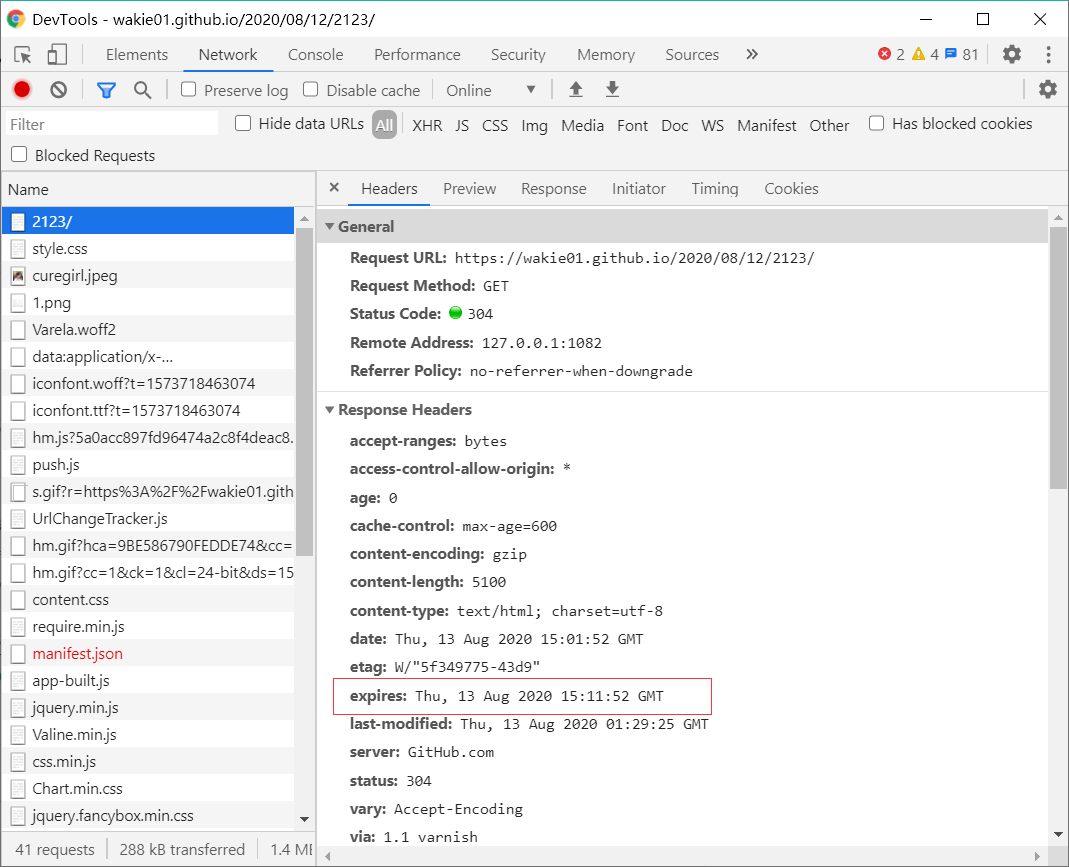 DevTools - wakie01.github.io/2020/08/12/2123/
Elements Network Console Performance Security Memory Sources » 2 4 81
Preserve log Disable cache Online
Filter Hide data URLs All XHR JS CSS Img Media Font Doc WS Manifest Other Has blocked cookies
Blocked Requests
Name
2123/
style.css
curegirl.jpeg
1.png
Varela.woff2
data:application/x-...
iconfont.woff?t=1573718463074
iconfont.ttf?t=1573718463074
hm.js?5a0acc897fd96474a2c8f4deac8.
push.js
s.gif?r=https%3A%2F%2Fwakie01.gith
UrlChangeTracker.js
hm.gif?hca=9BE586790FEDDE74&cc=
hm.gif?cc=1&ck=1&cl=24-bit&ds=15
content.css
require.min.js
manifest.json
app-built.js
jquery.min.js
Valine.min.js
css.min.js
Chart.min.css
jquery.fancybox.min.css
41 requests 288 kB transferred 1.4 MB
× Headers Preview Response Initiator Timing Cookies
General
Request URL: https://wakie01.github.io/2020/08/12/2123/
Request Method: GET
Status Code: 304
Remote Address: 127.0.0.1:1082
Referrer Policy: no-referrer-when-downgrade
Response Headers
accept-ranges: bytes
access-control-allow-origin: *
age: 0
cache-control: max-age=600
content-encoding: gzip
content-length: 5100
content-type: text/html; charset=utf-8
date: Thu, 13 Aug 2020 15:01:52 GMT
etag: W/"5f349775-43d9"
expires: Thu, 13 Aug 2020 15:11:52 GMT
last-modified: Thu, 13 Aug 2020 01:29:25 GMT
server: GitHub.com
status: 304
vary: Accept-Encoding
via: 1.1 varnish